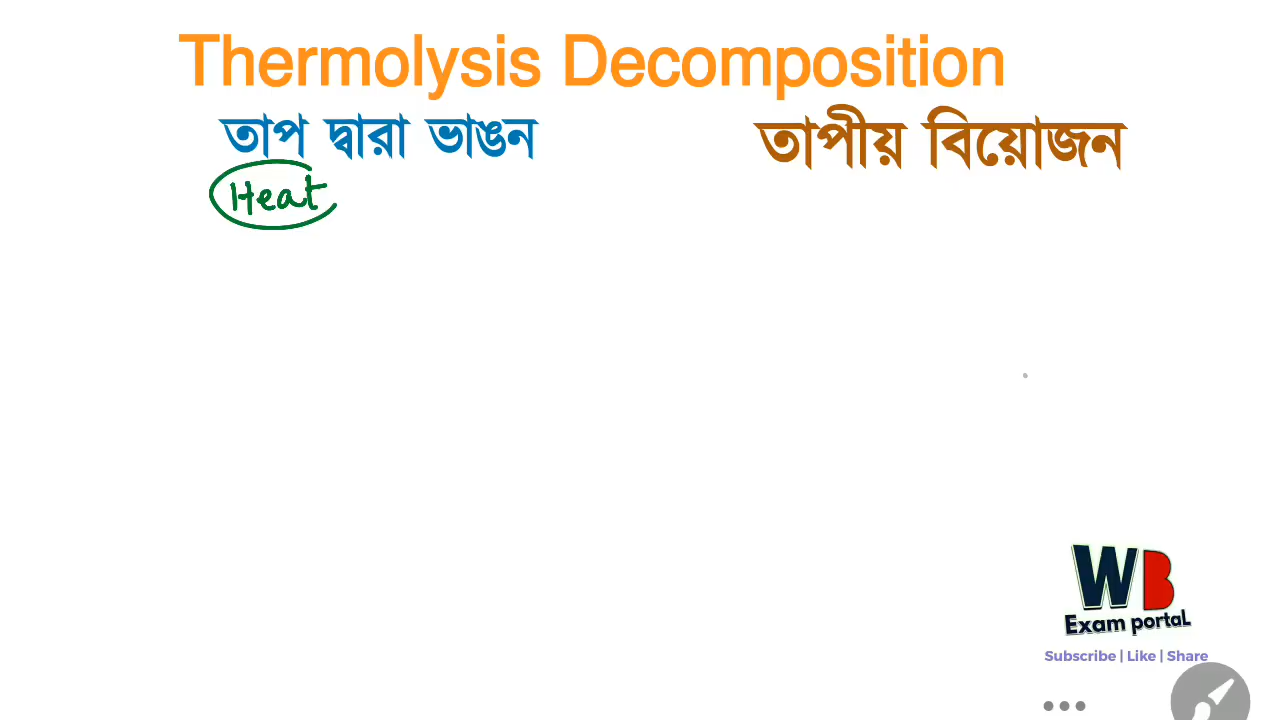 Thermolysis Decomposition
তাপ দ্বারা ভাঙন
তাপীয় বিয়োজন
Heat
WB
Exam portaL
Subscribe | Like | Share